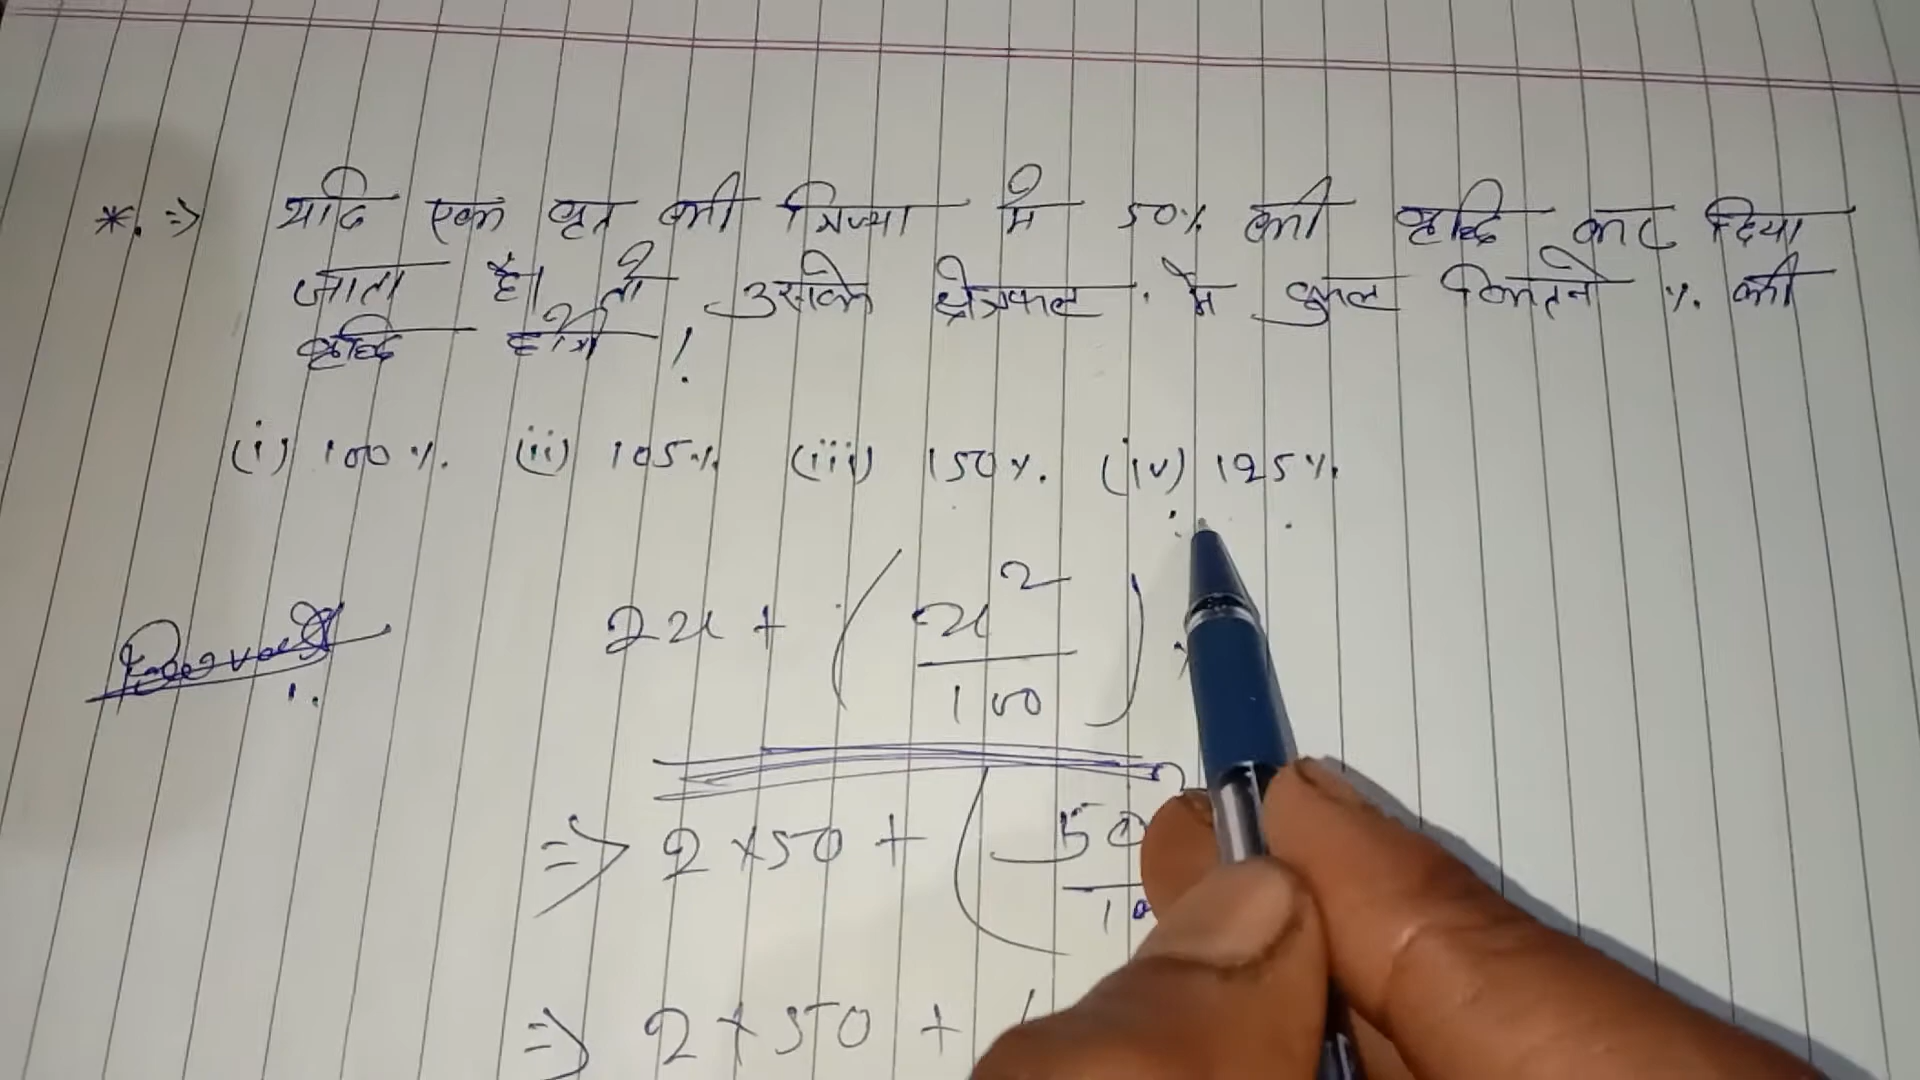 *. ⇒ यदि एक वृत की त्रिज्या में 50% की वृद्धि कर दिया
जाता है। तो उसके क्षेत्रफल में कुल कितने % की
वृद्धि होगी !
(i) 100%. (ii) 105% (iii) 150%. (iv) 125%.
2x + ( x² / 100 )
⇒ 2 × 50 + ( 50
⇒ 2 × 50 + (